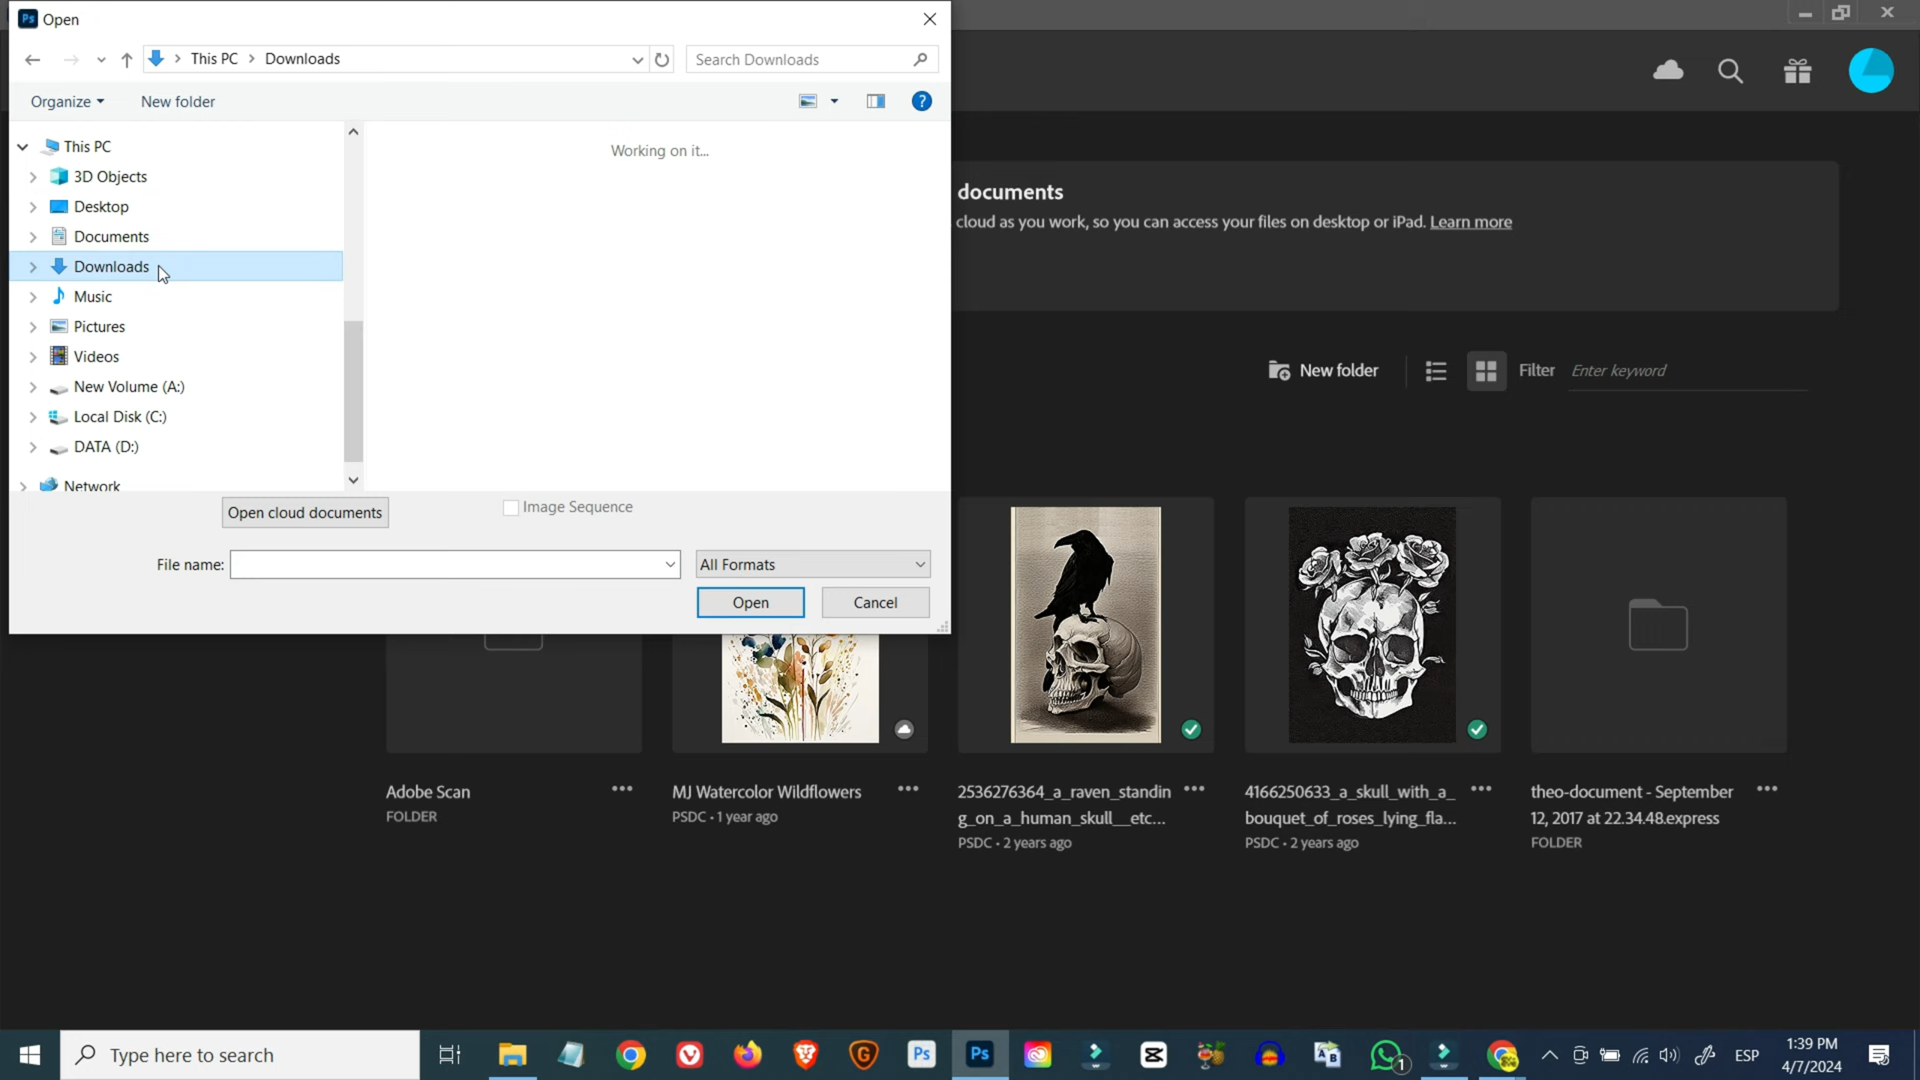 Ps Open
This PC > Downloads
Search Downloads
Organize
New folder
?
This PC
3D Objects
Desktop
Documents
Downloads
Music
Pictures
Videos
New Volume (A:)
Local Disk (C:)
DATA (D:)
Network
Working on it...
Open cloud documents
Image Sequence
File name:
All Formats
Open
Cancel
documents
cloud as you work, so you can access your files on desktop or iPad. Learn more
New folder
Filter
Enter keyword
Adobe Scan
FOLDER
MJ Watercolor Wildflowers
PSDC • 1 year ago
2536276364_a_raven_standin
g_on_a_human_skull__etc...
PSDC • 2 years ago
4166250633_a_skull_with_a_
bouquet_of_roses_lying_fla...
PSDC • 2 years ago
theo-document - September
12, 2017 at 22.34.48.express
FOLDER
Type here to search
Ps
Ps
1
ESP
1:39 PM
4/7/2024